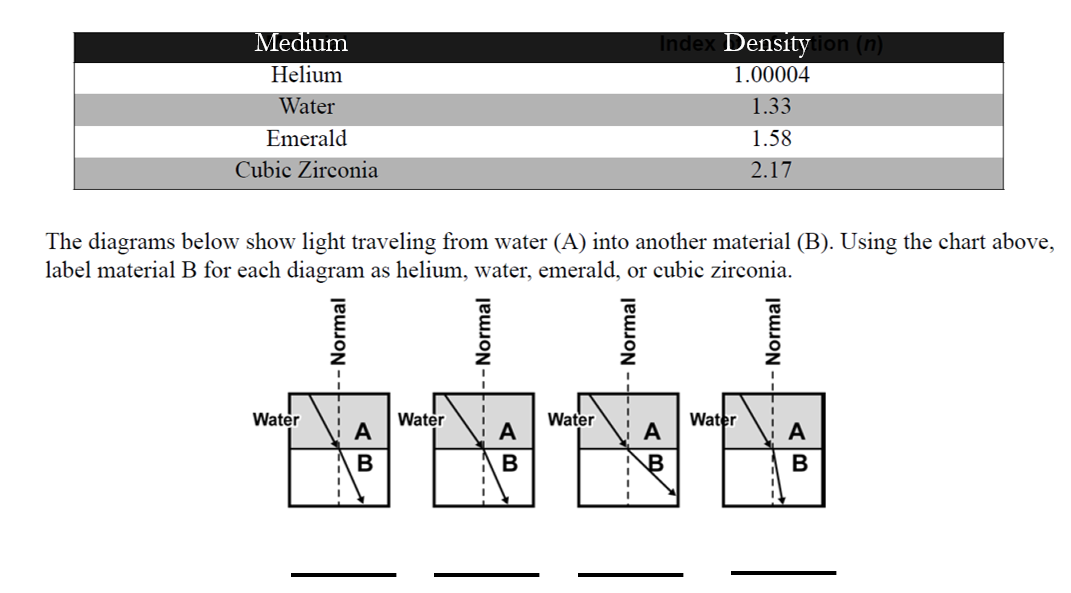 Medium Density
Index tion (n)
Helium 1.00004
Water 1.33
Emerald 1.58
Cubic Zirconia 2.17
The diagrams below show light traveling from water (A) into another material (B). Using the chart above,
label material B for each diagram as helium, water, emerald, or cubic zirconia.
Normal Normal Normal Normal
Water A Water A Water A Water A
B B B B